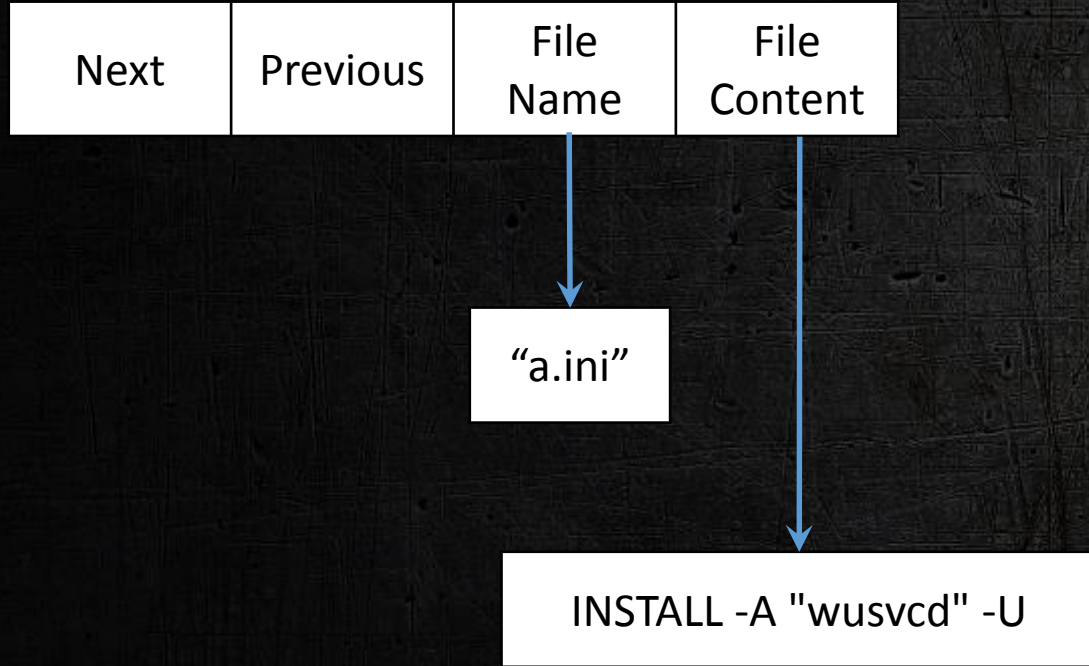 Next
Previous
File
Name
File
Content
“a.ini”
INSTALL -A "wusvcd" -U